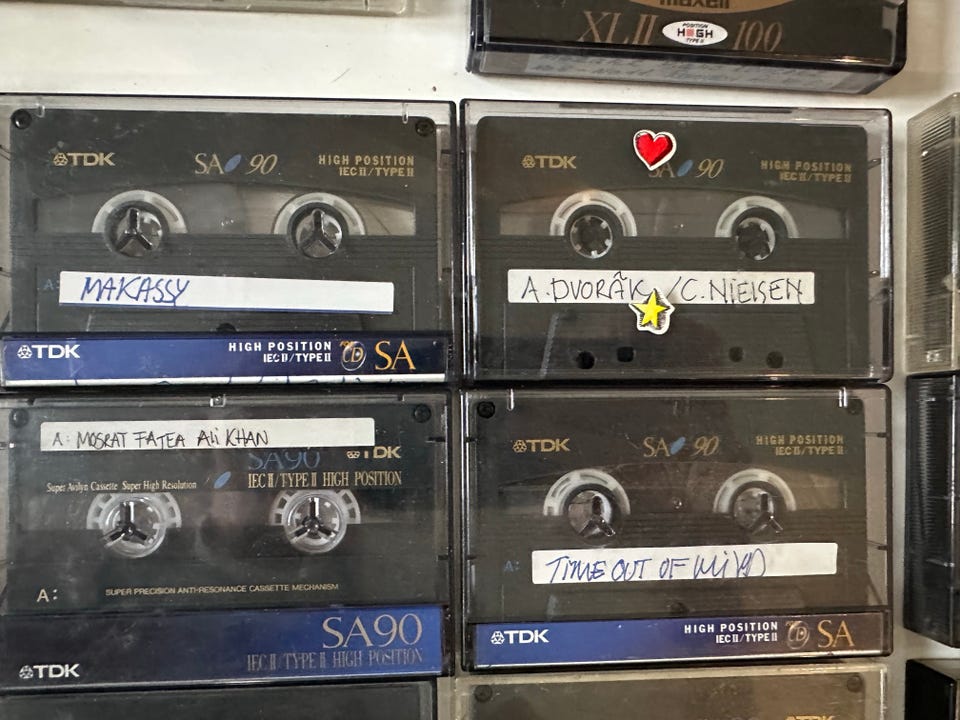 maxell
XLII 100
POSITION
HIGH
TYPE II
TDK
SA 90
HIGH POSITION
IEC II/TYPE II
A:
MAKASSY
TDK
HIGH POSITION
IEC II/TYPE II
SA
TDK
SA 90
HIGH POSITION
IEC II/TYPE II
A. DVORÃK /C. NIELSEN
A: MOSRAT FATEA Ali KHAN
SA90
TDK
IEC II/TYPE II HIGH POSITION
Super Avilyn Cassette Super High Resolution
A:
SUPER PRECISION ANTI-RESONANCE CASSETTE MECHANISM
SA90
IEC II/TYPE II HIGH POSITION
TDK
TDK
SA 90
HIGH POSITION
IEC II/TYPE II
A:
TIME OUT OF MIND
TDK
HIGH POSITION
IEC II/TYPE II
SA
TDK